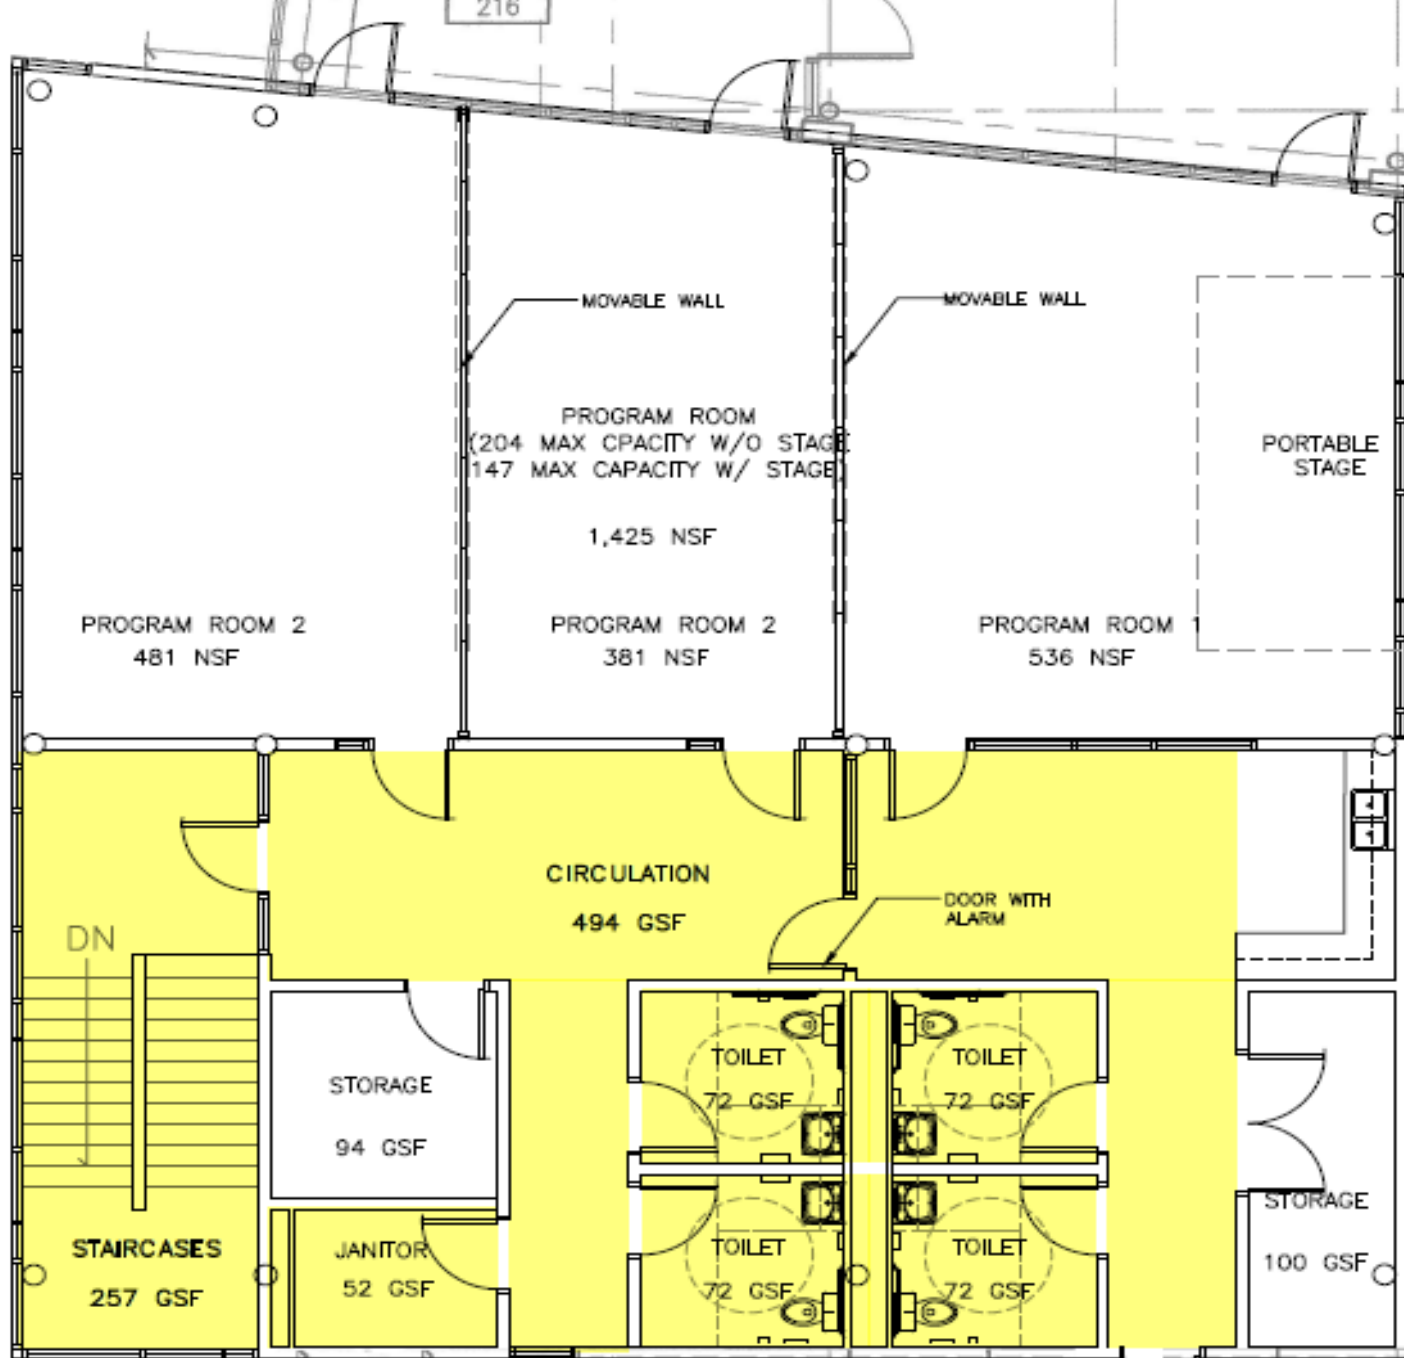 216
MOVABLE WALL
MOVABLE WALL
PROGRAM ROOM
(204 MAX CPACITY W/O STAGE
147 MAX CAPACITY W/ STAGE)
1,425 NSF
PORTABLE
STAGE
PROGRAM ROOM 2
481 NSF
PROGRAM ROOM 2
381 NSF
PROGRAM ROOM 1
536 NSF
CIRCULATION
494 GSF
DOOR WITH
ALARM
DN
STORAGE
94 GSF
TOILET
72 GSF
TOILET
72 GSF
STAIRCASES
257 GSF
JANITOR
52 GSF
TOILET
72 GSF
TOILET
72 GSF
STORAGE
100 GSF